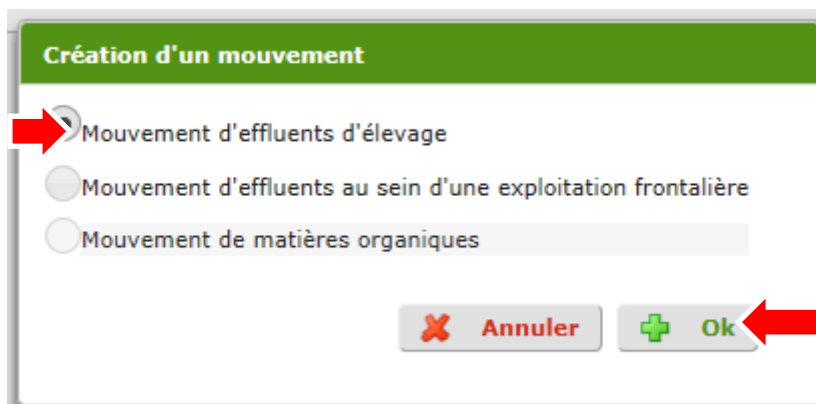 Création d'un mouvement
Mouvement d'effluents d'élevage
Mouvement d'effluents au sein d'une exploitation frontalière
Mouvement de matières organiques
Annuler Ok